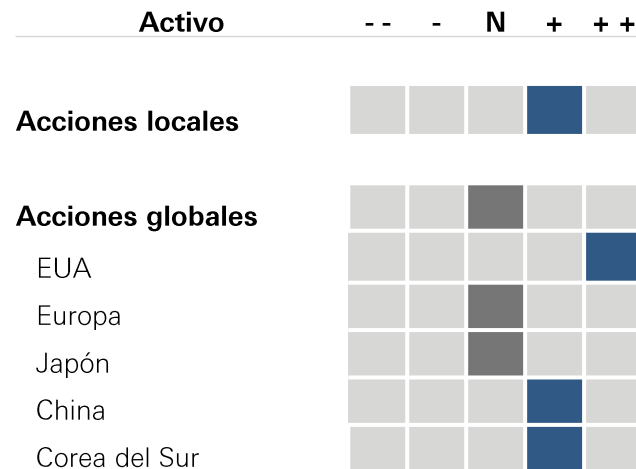 Activo -- - N + ++
Acciones locales
Acciones globales
EUA
Europa
Japón
China
Corea del Sur